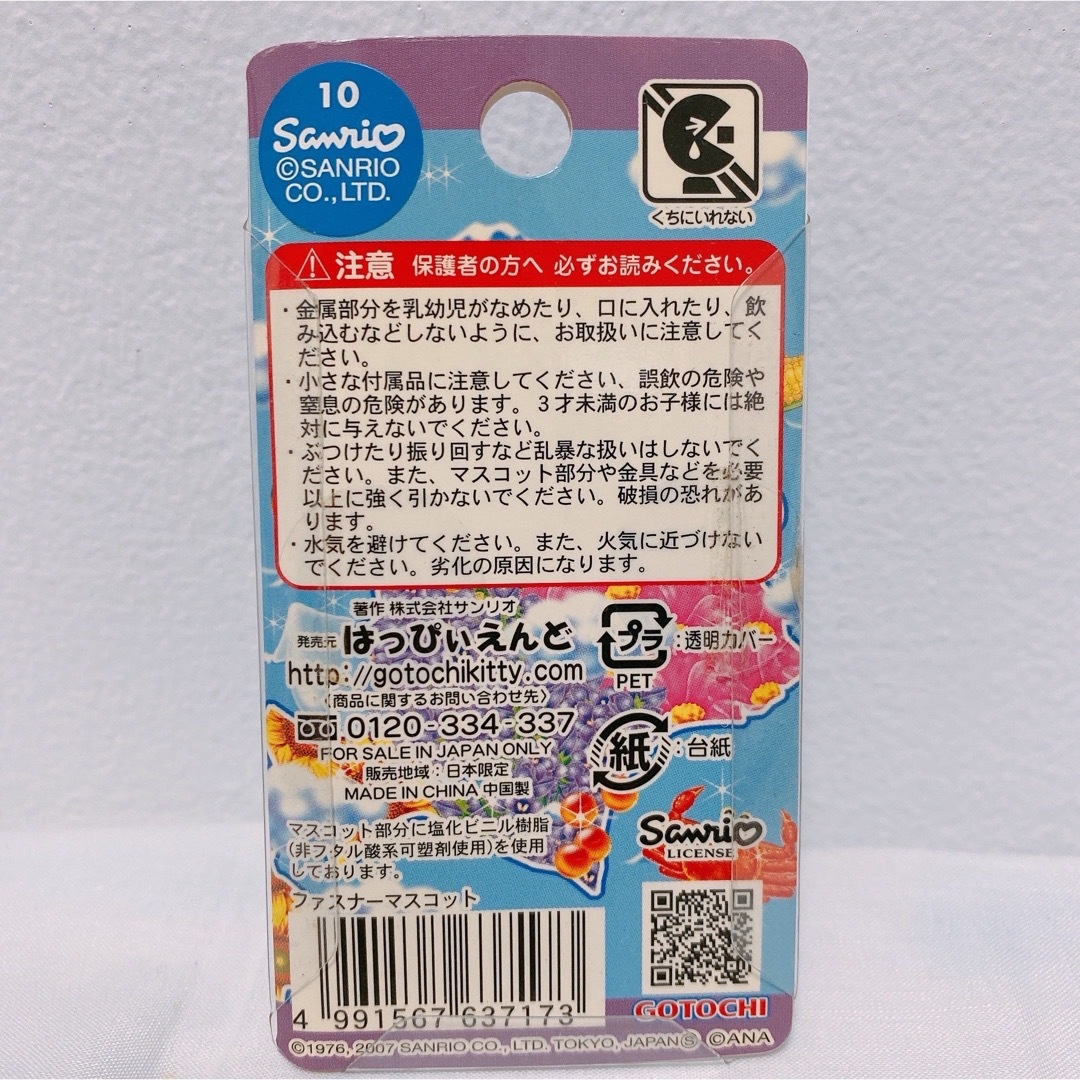 10
Sanrio
©SANRIO
CO.,LTD.
くちにいれない
注意 保護者の方へ 必ずお読みください。
・金属部分を乳幼児がなめたり、口に入れたり、飲
み込むなどしないように、お取扱いに注意してく
ださい。
・小さな付属品に注意してください、誤飲の危険や
窒息の危険があります。3才未満のお子様には絶
対に与えないでください。
・ぶつけたり振り回すなど乱暴な扱いはしないでく
ださい。また、マスコット部分や金具などを必要
以上に強く引かないでください。破損の恐れがあ
ります。
・水気を避けてください。また、火気に近づけない
でください。劣化の原因になります。
著作 株式会社サンリオ
発売元 はっぴぃえんど
http://gotochikitty.com
〈商品に関するお問い合わせ先〉
0120-334-337
FOR SALE IN JAPAN ONLY
販売地域:日本限定
MADE IN CHINA 中国製
プラ :透明カバー
PET
紙 :台紙
マスコット部分に塩化ビニル樹脂
(非フタル酸系可塑剤使用)を使用
しております。
ファスナーマスコット
Sanrio
LICENSE
4 991567 637173
GOTOCHI
©1976, 2007 SANRIO CO., LTD. TOKYO, JAPAN Ⓢ ©ANA